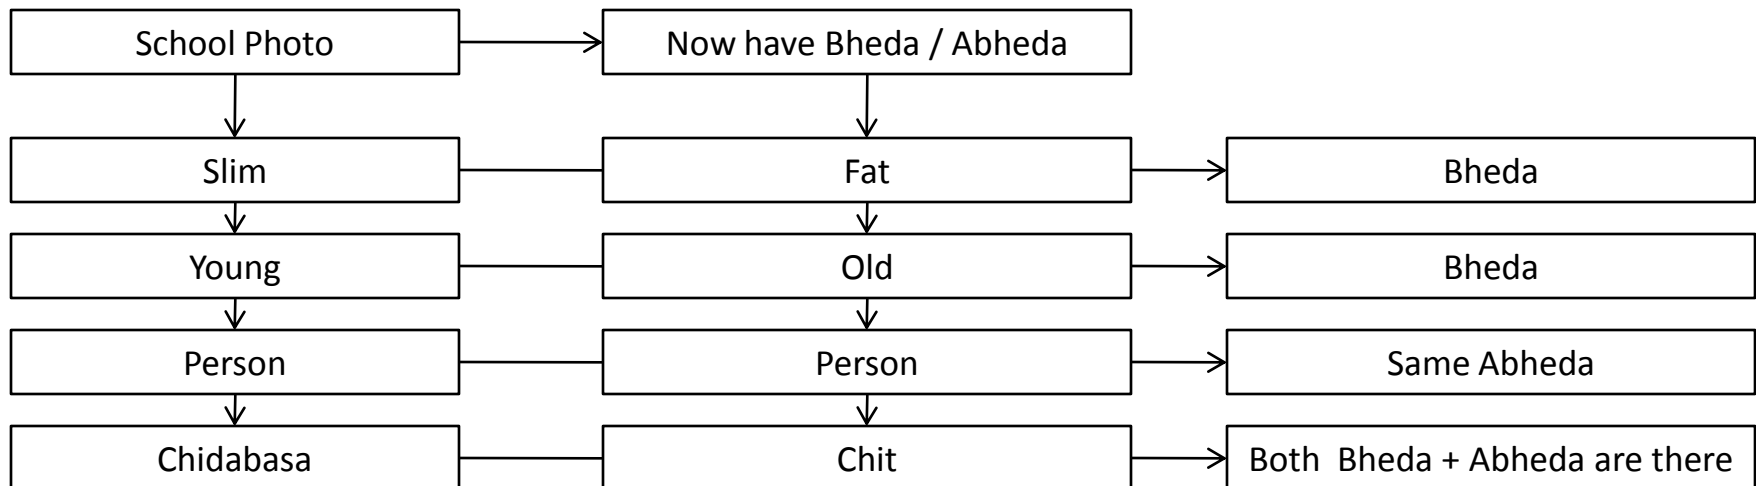 School Photo
Now have Bheda / Abheda
Slim
Fat
Bheda
Young
Old
Bheda
Person
Person
Same Abheda
Chidabasa
Chit
Both Bheda + Abheda are there